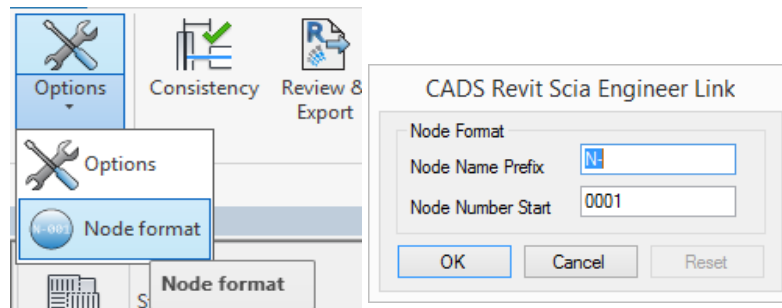 Options
Consistency
Review &
Export
Options
N-001
Node format
Node format
S
CADS Revit Scia Engineer Link
Node Format
Node Name Prefix
N-
Node Number Start
0001
OK
Cancel
Reset